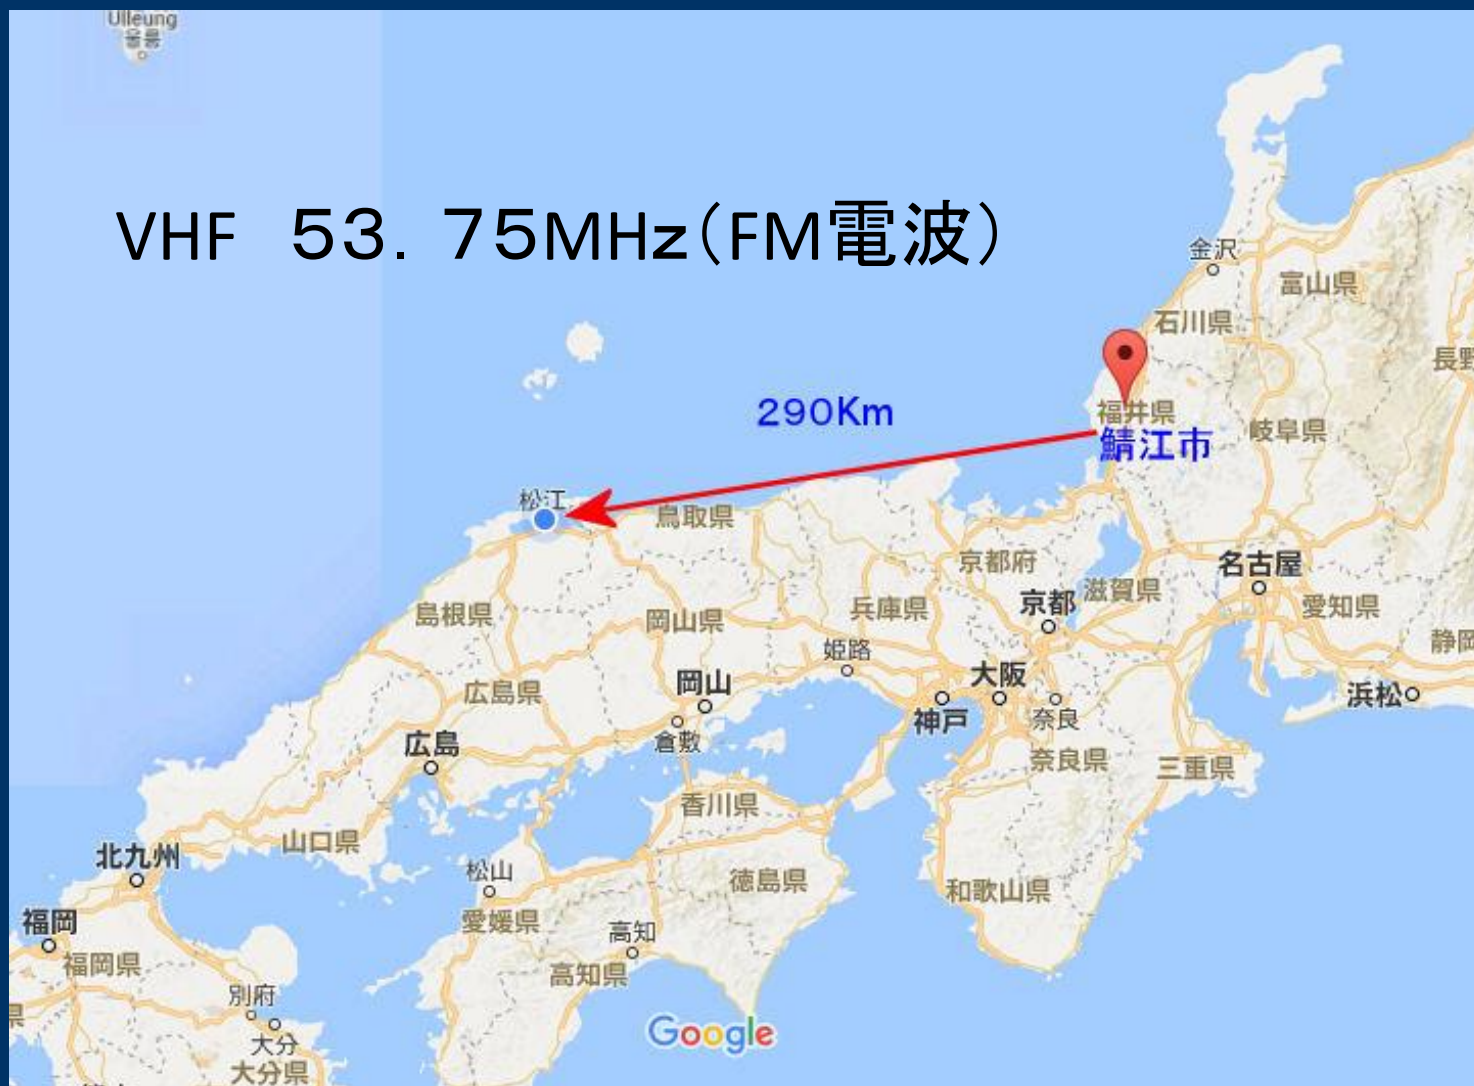 Ulleung
VHF 53．75MHz（FM電波）
金沢
富山県
石川県
長野
290Km
福井県
岐阜県
鯖江市
松江
鳥取県
京都府
名古屋
滋賀県
京都
愛知県
島根県
岡山県
兵庫県
静岡
姫路
岡山
大阪
広島県
浜松
神戸
奈良
倉敷
広島
奈良県
三重県
香川県
山口県
北九州
松山
徳島県
和歌山県
愛媛県
福岡
高知
福岡県
高知県
別府
県
Google
大分
大分県